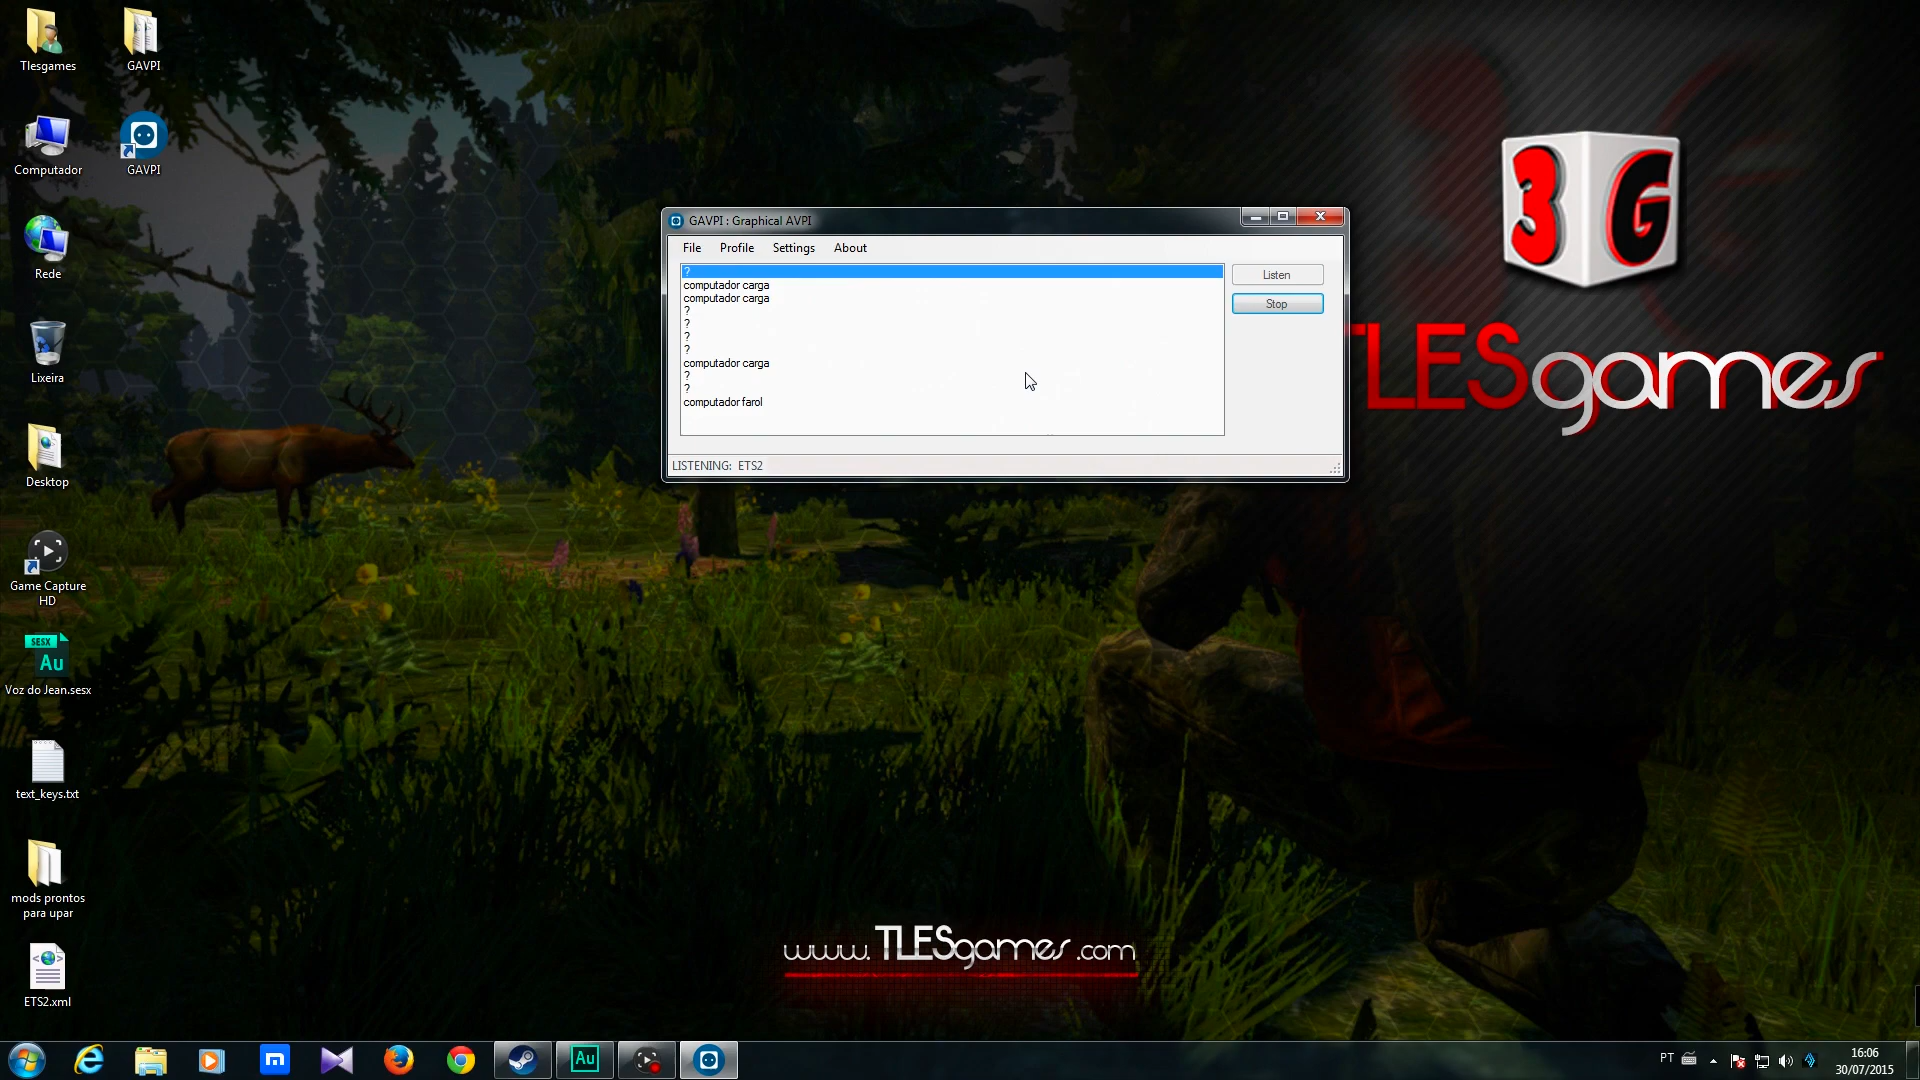 Tlesgames
GAVPI
Computador
GAVPI
Rede
Lixeira
Desktop
Game Capture
HD
SESX
Au
Voz do Jean.sesx
text_keys.txt
mods prontos
para upar
ETS2.xml
GAVPI : Graphical AVPI
File Profile Settings About
?
computador carga
computador carga
?
?
?
?
computador carga
?
?
computador farol
Listen
Stop
LISTENING: ETS2
3G
TLESgames
www.TLESgames.com
Au
PT
16:06
30/07/2015